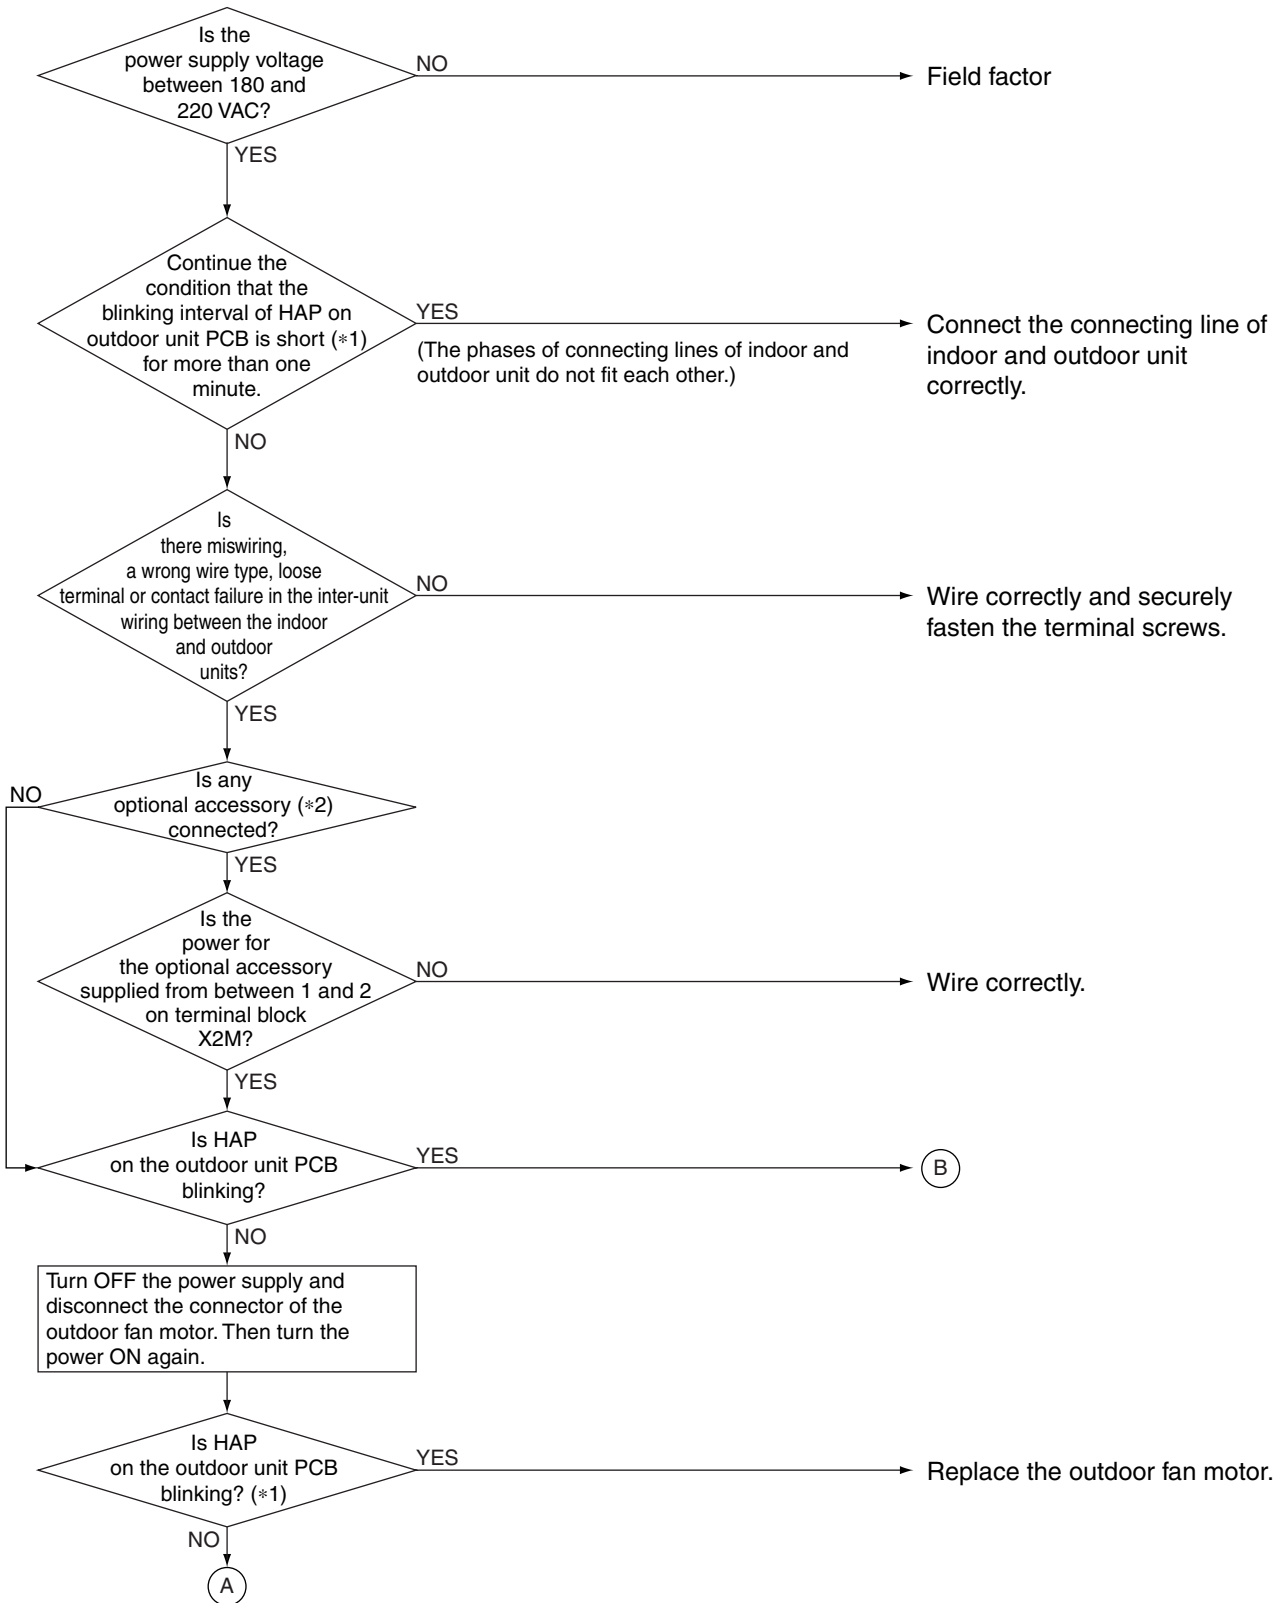 Is the
power supply voltage
between 180 and
220 VAC?
NO
Field factor
YES
Continue the
condition that the
blinking interval of HAP on
outdoor unit PCB is short (*1)
for more than one
minute.
YES
(The phases of connecting lines of indoor and
outdoor unit do not fit each other.)
Connect the connecting line of
indoor and outdoor unit
correctly.
NO
Is
there miswiring,
a wrong wire type, loose
terminal or contact failure in the inter-unit
wiring between the indoor
and outdoor
units?
NO
Wire correctly and securely
fasten the terminal screws.
YES
Is any
optional accessory (*2)
connected?
NO
YES
Is the
power for
the optional accessory
supplied from between 1 and 2
on terminal block
X2M?
NO
Wire correctly.
YES
Is HAP
on the outdoor unit PCB
blinking?
YES
B
NO
Turn OFF the power supply and
disconnect the connector of the
outdoor fan motor. Then turn the
power ON again.
Is HAP
on the outdoor unit PCB
blinking? (*1)
YES
Replace the outdoor fan motor.
NO
A